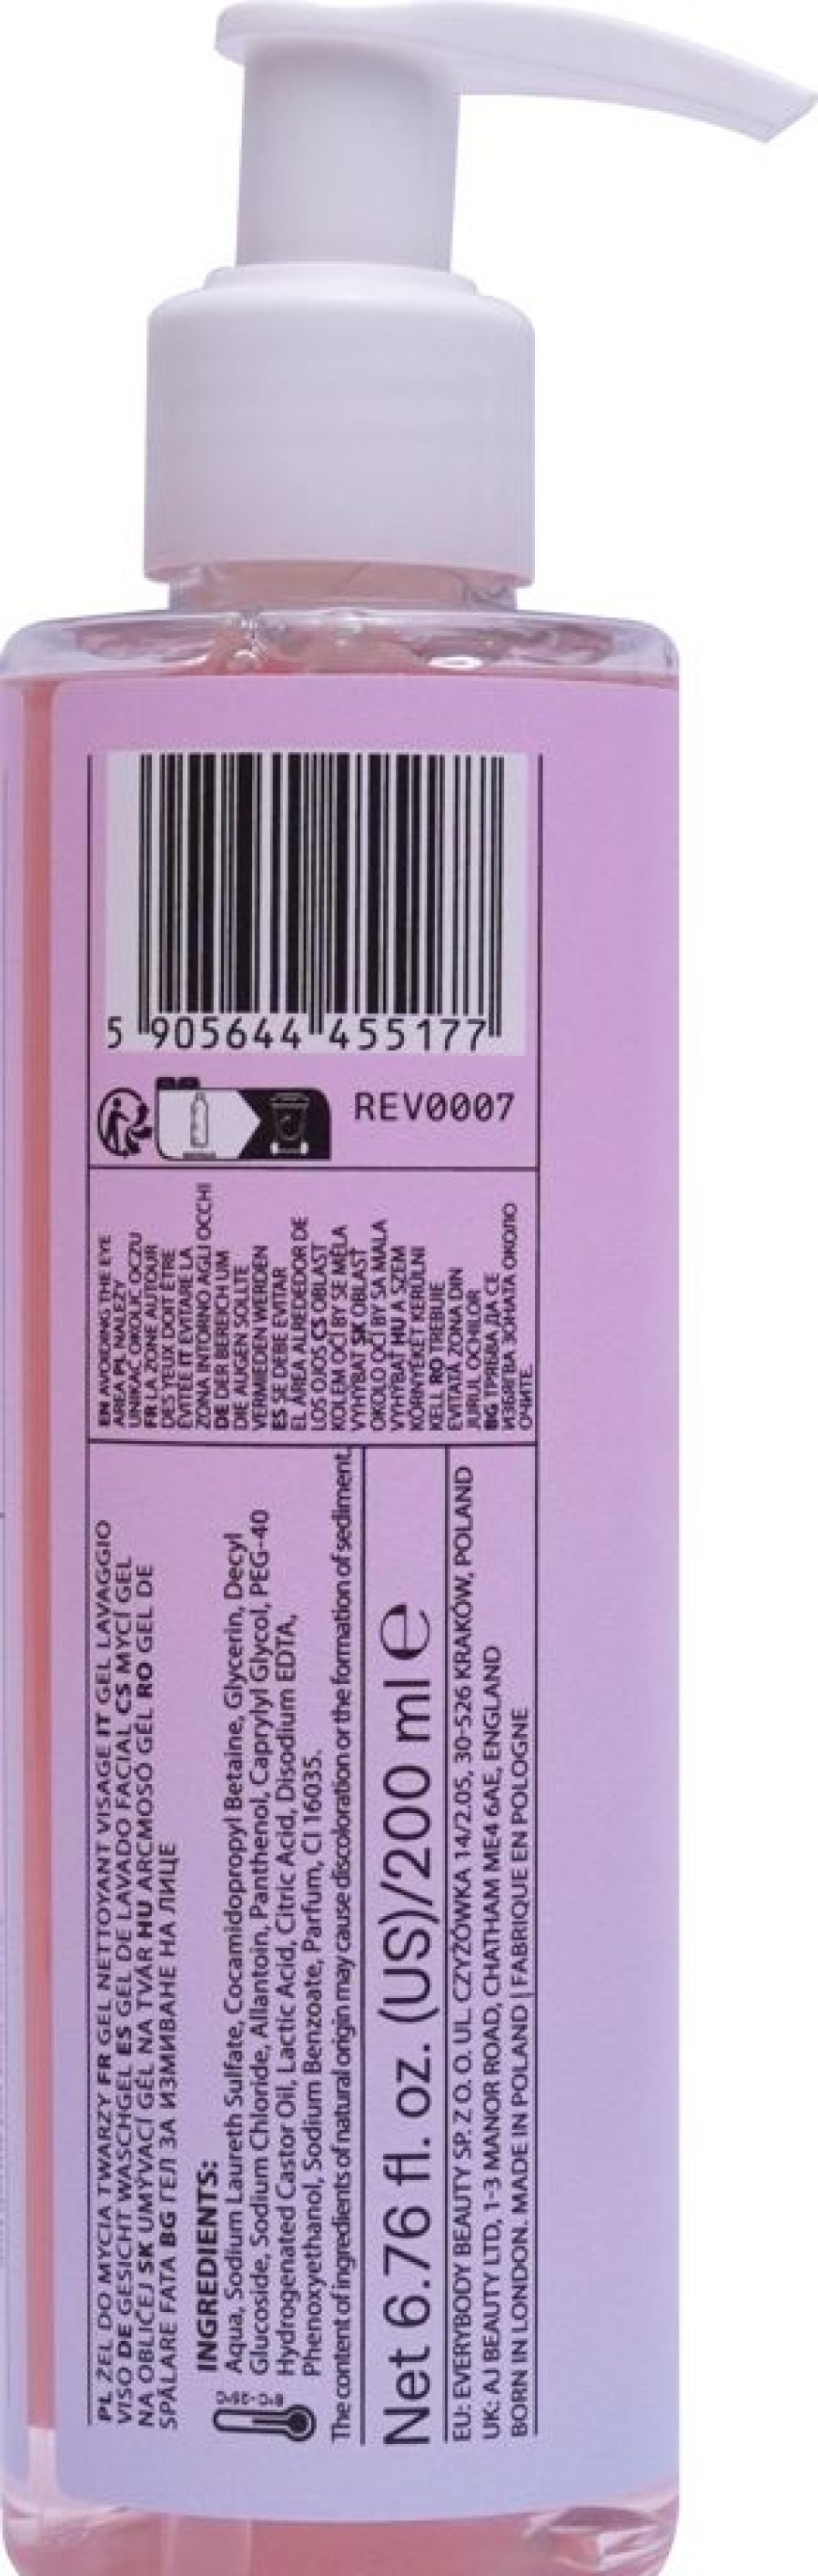 5 905644 455177
REV0007
EN AVOIDING THE EYE
AREA PL NALEŻY
UNIKAĆ OKOLIC OCZU
FR LA ZONE AUTOUR
DES YEUX DOIT ÊTRE
ÉVITÉE IT EVITARE LA
ZONA INTORNO AGLI OCCHI
DE DER BEREICH UM
DIE AUGEN SOLLTE
VERMIEDEN WERDEN
ES SE DEBE EVITAR
EL ÁREA ALREDEDOR DE
LOS OJOS CS OBLAST
KOLEM OČÍ BY SE MĚLA
VYHÝBAT SK OBLASŤ
OKOLO OČÍ BY SA MALA
VYHÝBAŤ HU A SZEM
KÖRNYÉKÉT KERÜLNI
KELL RO TREBUIE
EVITATĂ ZONA DIN
JURUL OCHILOR
BG ТРЯБВА ДА СЕ
ИЗБЯГВА ЗОНАТА ОКОЛО
ОЧИТЕ.
PL ŻEL DO MYCIA TWARZY FR GEL NETTOYANT VISAGE IT GEL LAVAGGIO
VISO DE GESICHT WASCHGEL ES GEL DE LAVADO FACIAL CS MYCÍ GEL
NA OBLIČEJ SK UMÝVACÍ GÉL NA TVÁR HU ARCMOSÓ GÉL RO GEL DE
SPĂLARE FATA BG ГЕЛ ЗА ИЗМИВАНЕ НА ЛИЦЕ
INGREDIENTS:
Aqua, Sodium Laureth Sulfate, Cocamidopropyl Betaine, Glycerin, Decyl
Glucoside, Sodium Chloride, Allantoin, Panthenol, Caprylyl Glycol, PEG-40
Hydrogenated Castor Oil, Lactic Acid, Citric Acid, Disodium EDTA,
Phenoxyethanol, Sodium Benzoate, Parfum, CI 16035.
5°C-25°C
The content of ingredients of natural origin may cause discoloration or the formation of sediment.
Net 6.76 fl. oz. (US)/200 ml e
EU: EVERYBODY BEAUTY SP. Z O. O. UL. CZYŻÓWKA 14/2.05, 30-526 KRAKÓW, POLAND
UK: AJ BEAUTY LTD, 1-3 MANOR ROAD, CHATHAM ME4 6AE, ENGLAND
BORN IN LONDON. MADE IN POLAND | FABRIQUE EN POLOGNE